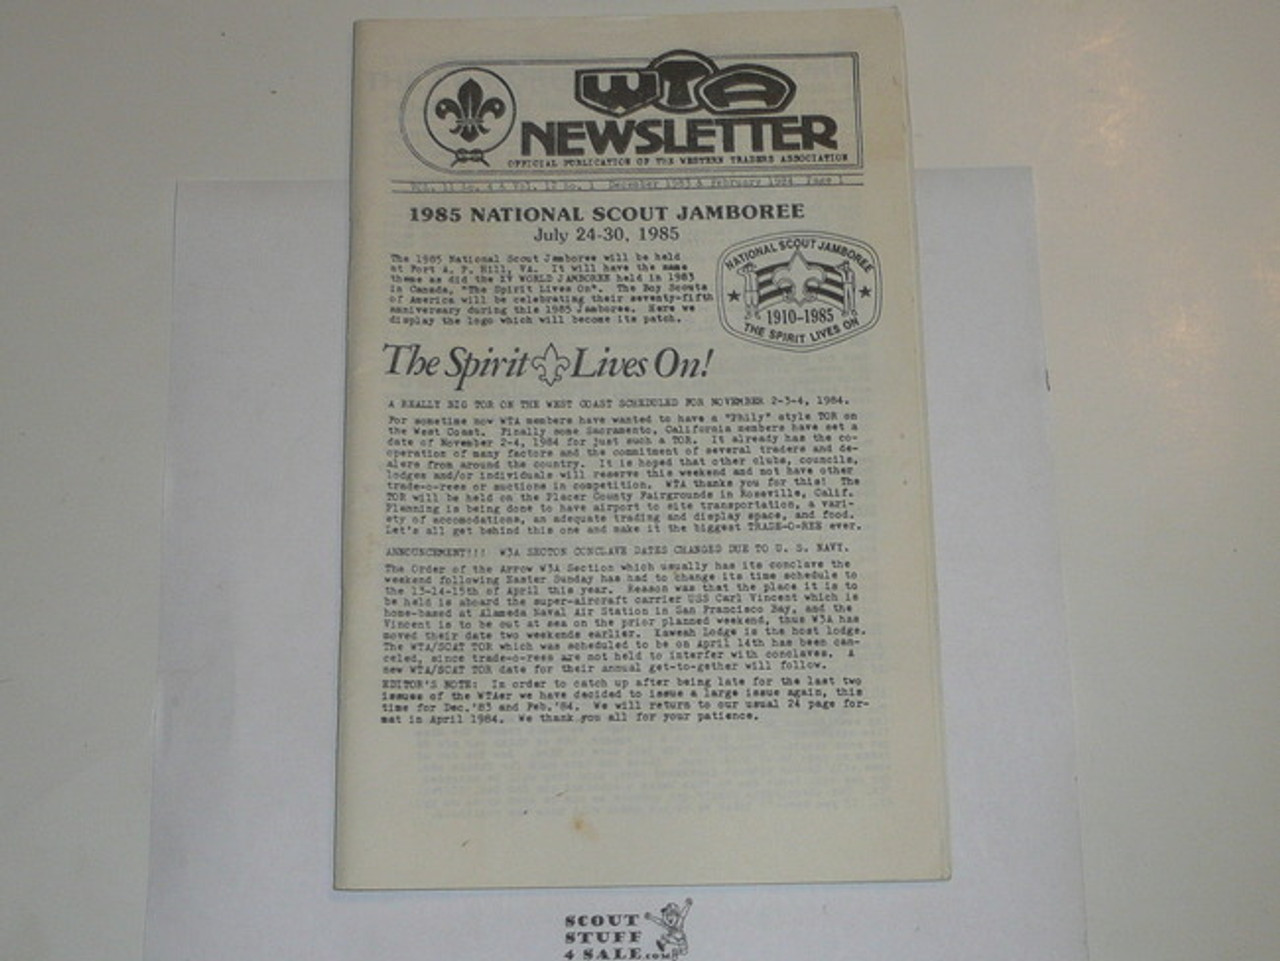 WTA
NEWSLETTER
OFFICIAL PUBLICATION OF THE WESTERN TRADERS ASSOCIATION
Vol. 11 No. 4 & Vol. 12 No. 1 December 1983 & February 1984 Page 1
1985 NATIONAL SCOUT JAMBOREE
July 24-30, 1985
The 1985 National Scout Jamboree will be held
at Fort A. P. Hill, VA. It will have the same
theme as did the XV WORLD JAMBOREE held in 1983
in Canada, "The Spirit Lives On". The Boy Scouts
of America will be celebrating their seventy-fifth
anniversary during this 1985 Jamboree. Here we
display the logo which will become its patch.
NATIONAL SCOUT JAMBOREE
1910-1985
THE SPIRIT LIVES ON
The Spirit Lives On!
A REALLY BIG TOR ON THE WEST COAST SCHEDULED FOR NOVEMBER 2-3-4, 1984.
For sometime now WTA members have wanted to have a "Phily" style TOR on
the West Coast. Finally some Sacramento, California members have set a
date of November 2-4, 1984 for just such a TOR. It already has the co-
operation of many factors and the commitment of several traders and de-
alers from around the country. It is hoped that other clubs, councils,
lodges and/or individuals will reserve this weekend and not have other
trade-o-rees or auctions in competition. WTA thanks you for this! The
TOR will be held on the Placer County Fairgrounds in Roseville, Calif.
Planning is being done to have airport to site transportation, a vari-
ety of accomodations, an adequate trading and display space, and food.
Let's all get behind this one and make it the biggest TRADE-O-REE ever.
ANNOUNCEMENT!!! W3A SECTON CONCLAVE DATES CHANGED DUE TO U. S. NAVY.
The Order of the Arrow W3A Section which usually has its conclave the
weekend following Easter Sunday has had to change its time schedule to
the 13-14-15th of April this year. Reason was that the place it is to
be held is aboard the super-aircraft carrier USS Carl Vincent which is
home-based at Alameda Naval Air Station in San Francisco Bay, and the
Vincent is to be out at sea on the prior planned weekend, thus W3A has
moved their date two weekends earlier. Kaweah Lodge is the host lodge.
The WTA/SCAT TOR which was scheduled to be on April 14th has been can-
celed, since trade-o-rees are not held to interfer with conclaves. A
new WTA/SCAT TOR date for their annual get-to-gether will follow.
EDITOR'S NOTE: In order to catch up after being late for the last two
issues of the WTAer we have decided to issue a large issue again, this
time for Dec.'83 and Feb.'84. We will return to our usual 24 page for-
mat in April 1984. We thank you all for your patience.
SCOUT
STUFF
4 SALE.com